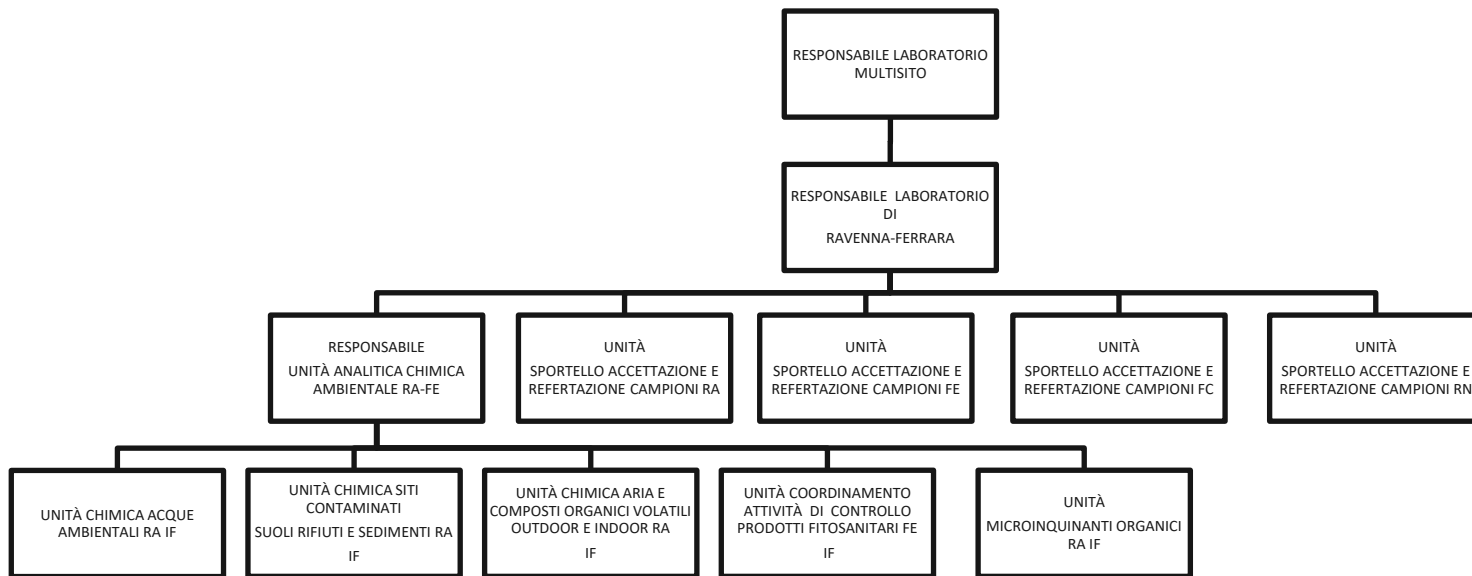 RESPONSABILE LABORATORIO
MULTISITO
RESPONSABILE LABORATORIO
DI
RAVENNA-FERRARA
RESPONSABILE
UNITÀ ANALITICA CHIMICA
AMBIENTALE RA-FE
UNITÀ
SPORTELLO ACCETTAZIONE E
REFERTAZIONE CAMPIONI RA
UNITÀ
SPORTELLO ACCETTAZIONE E
REFERTAZIONE CAMPIONI FE
UNITÀ
SPORTELLO ACCETTAZIONE E
REFERTAZIONE CAMPIONI FC
UNITÀ
SPORTELLO ACCETTAZIONE E
REFERTAZIONE CAMPIONI RN
UNITÀ CHIMICA ACQUE
AMBIENTALI RA IF
UNITÀ CHIMICA SITI
CONTAMINATI
SUOLI RIFIUTI E SEDIMENTI RA
IF
UNITÀ CHIMICA ARIA E
COMPOSTI ORGANICI VOLATILI
OUTDOOR E INDOOR RA
IF
UNITÀ COORDINAMENTO
ATTIVITÀ DI CONTROLLO
PRODOTTI FITOSANITARI FE
IF
UNITÀ
MICROINQUINANTI ORGANICI
RA IF